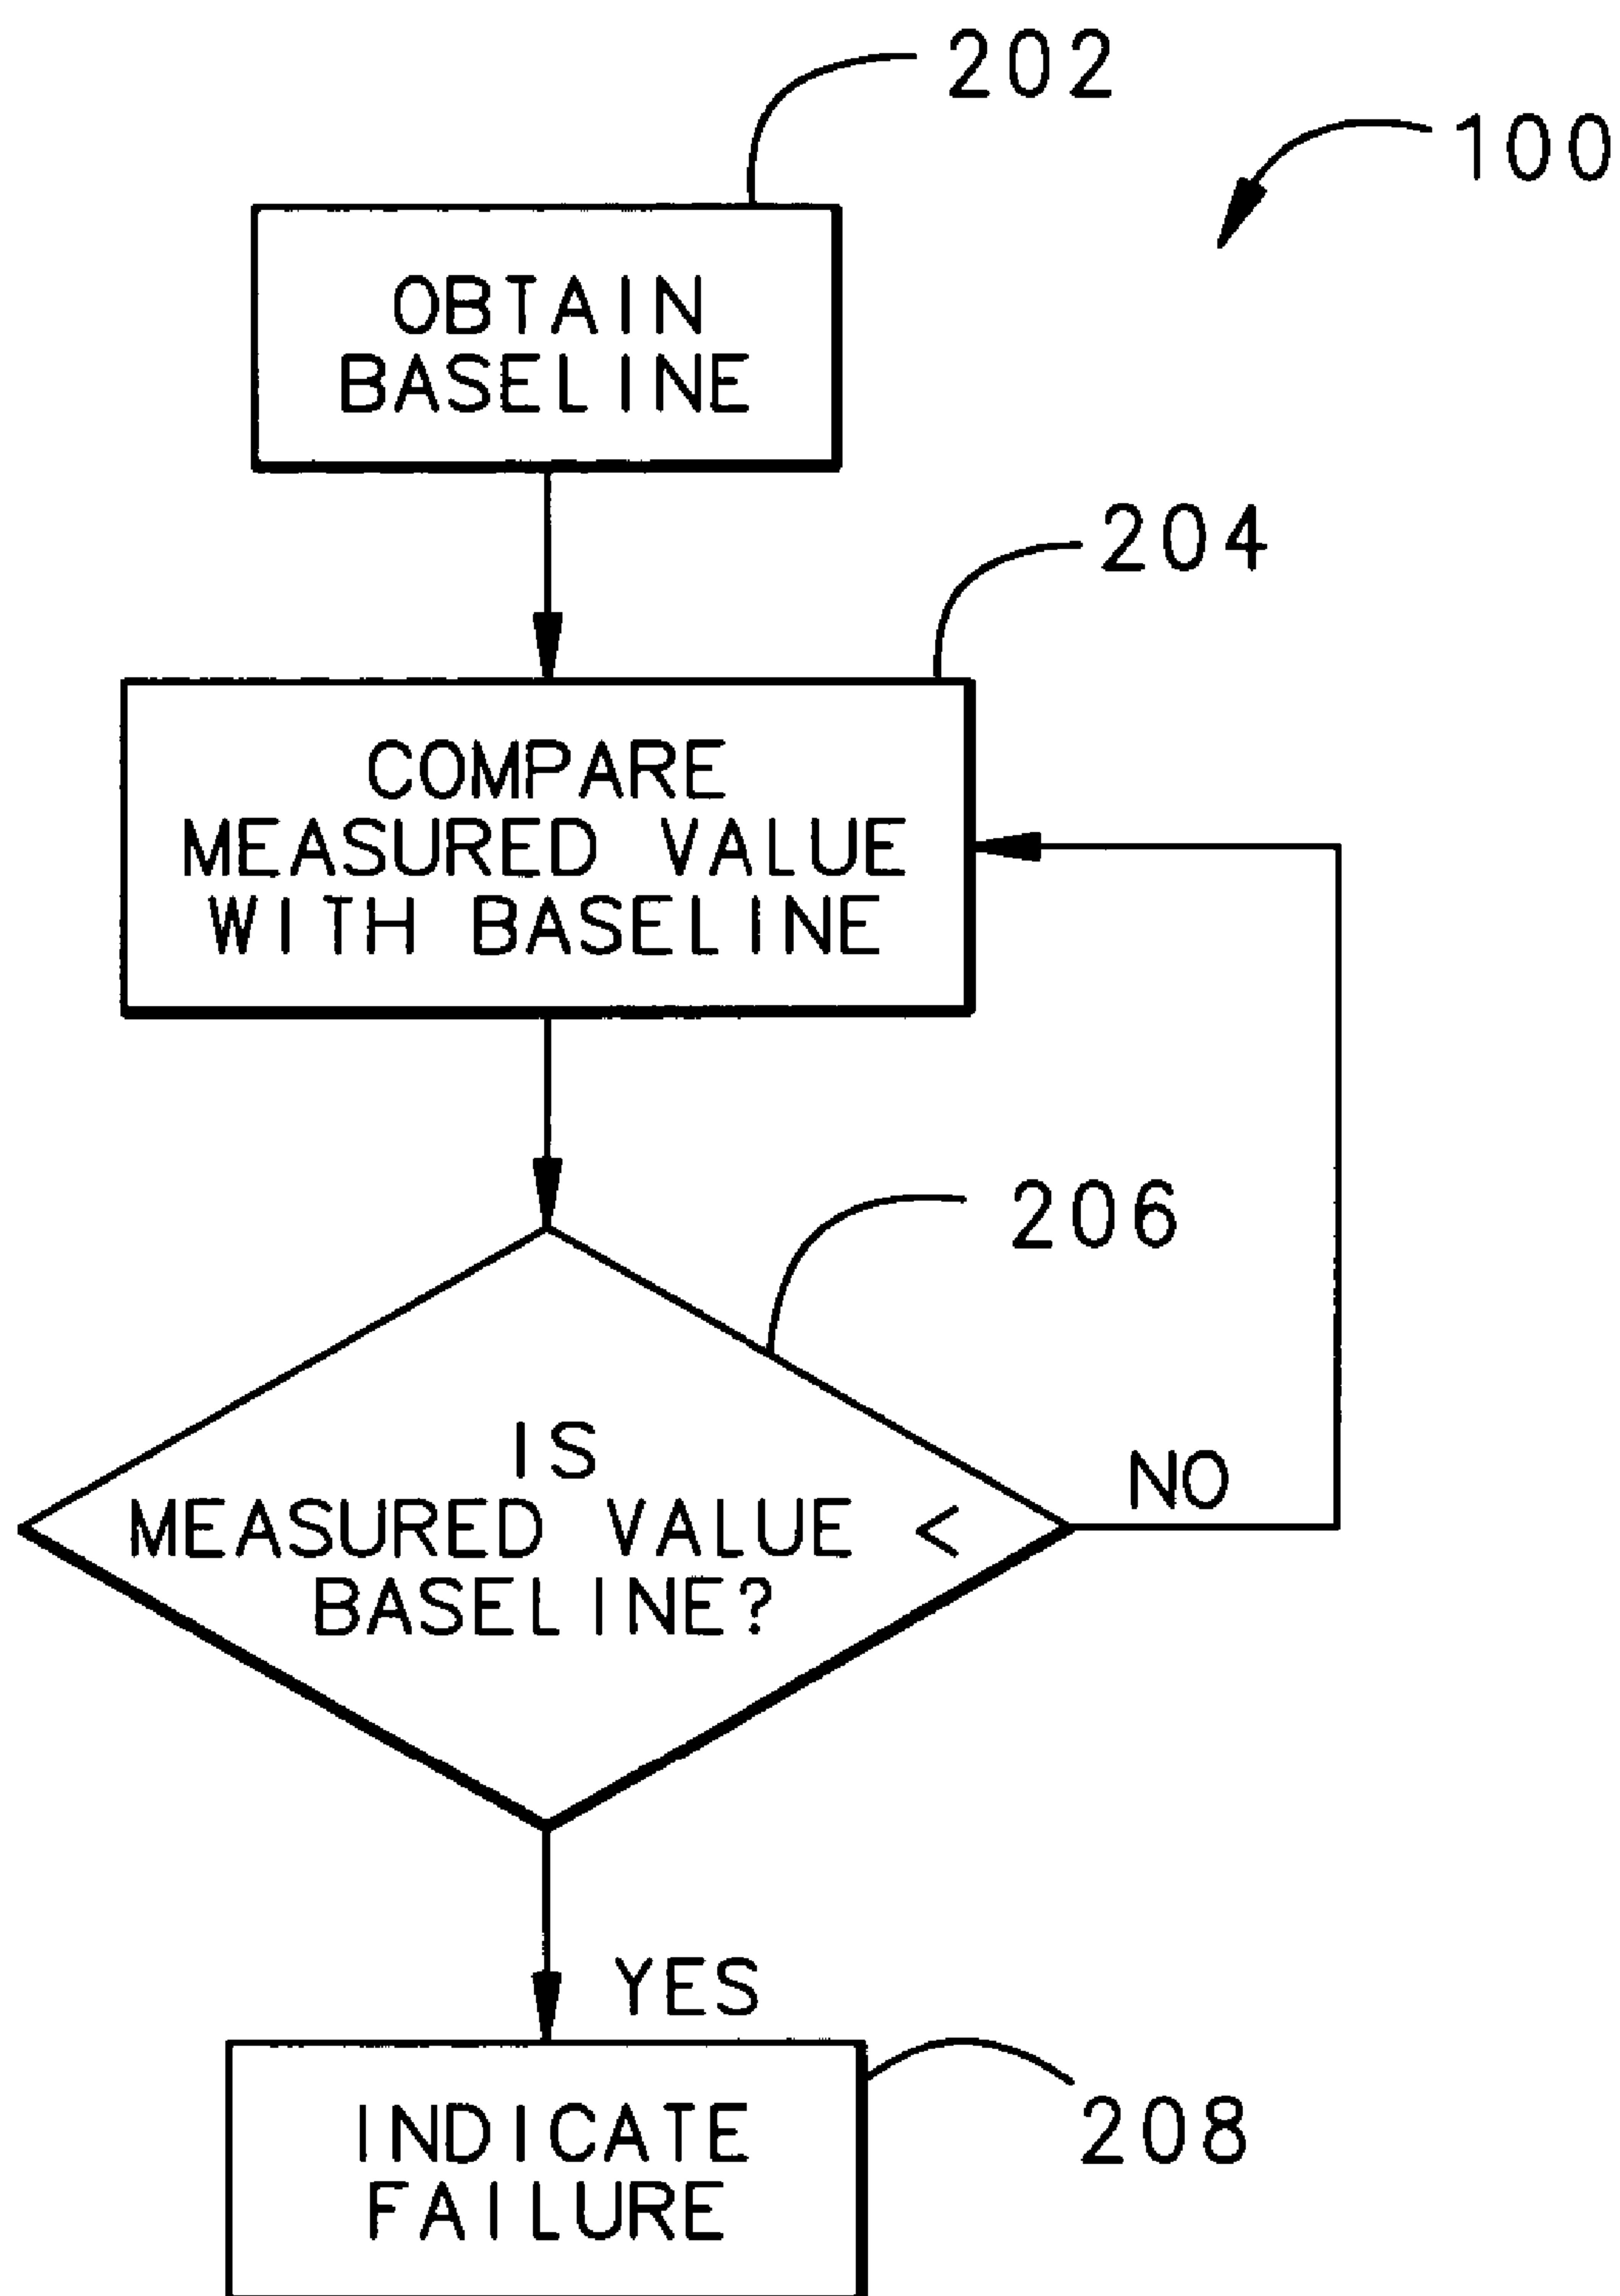 202
100
OBTAIN
BASELINE
204
COMPARE
MEASURED VALUE
WITH BASELINE
206
IS
MEASURED VALUE <
BASELINE?
NO
YES
INDICATE
FAILURE
208